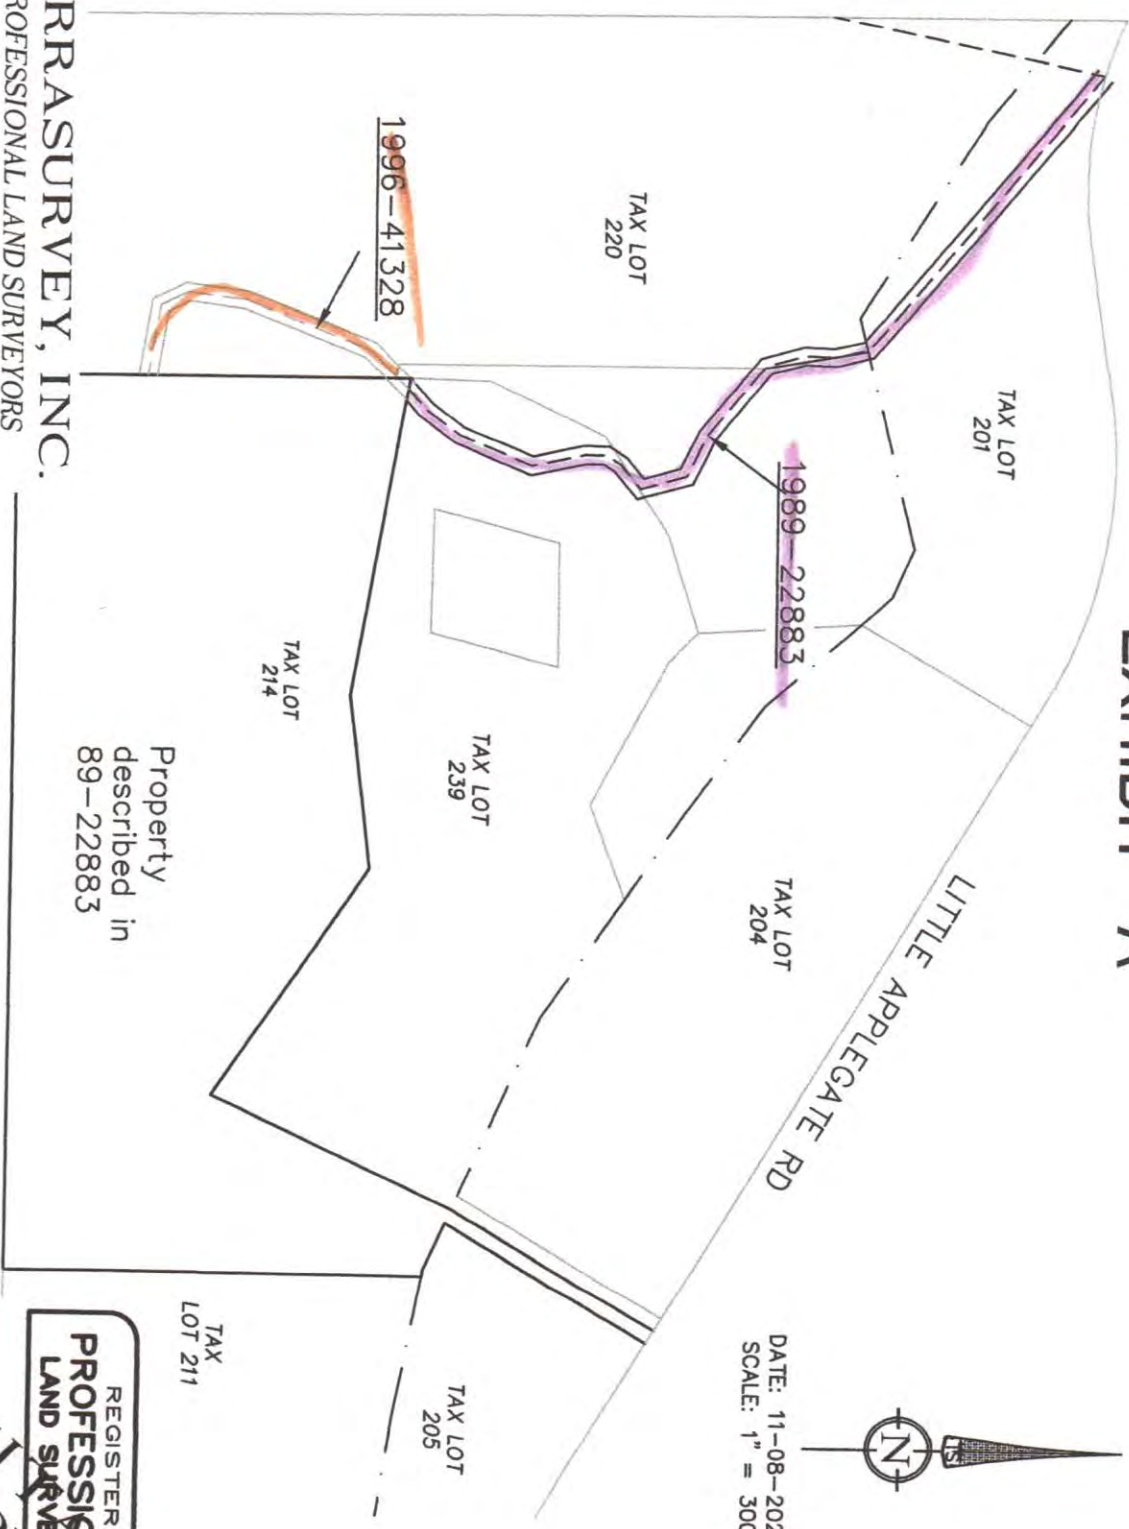 EXHIBIT A
N
DATE: 11-08-202
SCALE: 1" = 300
LITTLE APPLEGATE RD
TAX LOT
201
TAX LOT
204
1989-22883
TAX LOT
220
TAX LOT
239
TAX LOT
205
1996-41328
TAX LOT
214
TAX
LOT 211
Property
described in
89-22883
REGISTER
PROFESSIO
LAND SURVE
RRASURVEY, INC.
ROFESSIONAL LAND SURVEYORS